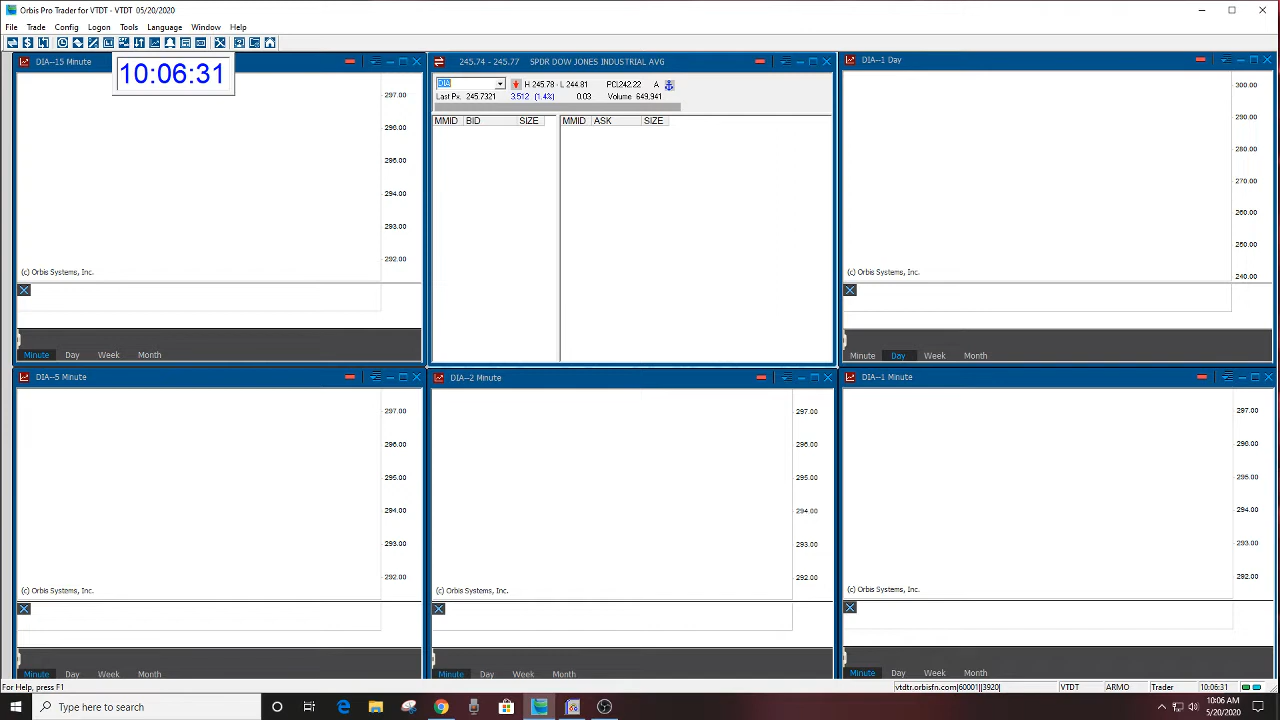 Orbis Pro Trader for VTDT - VTDT 05/20/2020
File Trade Config Logon Tools Language Window Help
DIA--15 Minute
10:06:31
297.00
296.00
295.00
294.00
293.00
292.00
(c) Orbis Systems, Inc.
Minute Day Week Month
245.74 - 245.77 SPDR DOW JONES INDUSTRIAL AVG
DIA H 245.78 - L 244.81 PCl.242.22 A
Last Px. 245.7321 3.512 (1.4%) 0.03 Volume 649,941
MMID BID SIZE MMID ASK SIZE
DIA--1 Day
300.00
290.00
280.00
270.00
260.00
250.00
240.00
(c) Orbis Systems, Inc.
Minute Day Week Month
DIA--5 Minute
297.00
296.00
295.00
294.00
293.00
292.00
(c) Orbis Systems, Inc.
Minute Day Week Month
DIA--2 Minute
297.00
296.00
295.00
294.00
293.00
292.00
(c) Orbis Systems, Inc.
Minute Day Week Month
DIA--1 Minute
297.00
296.00
295.00
294.00
293.00
292.00
(c) Orbis Systems, Inc.
Minute Day Week Month
For Help, press F1
vtdtr.orbisfn.com|60001||3920| VTDT ARMO Trader 10:06:31
Type here to search
10:06 AM
5/20/2020